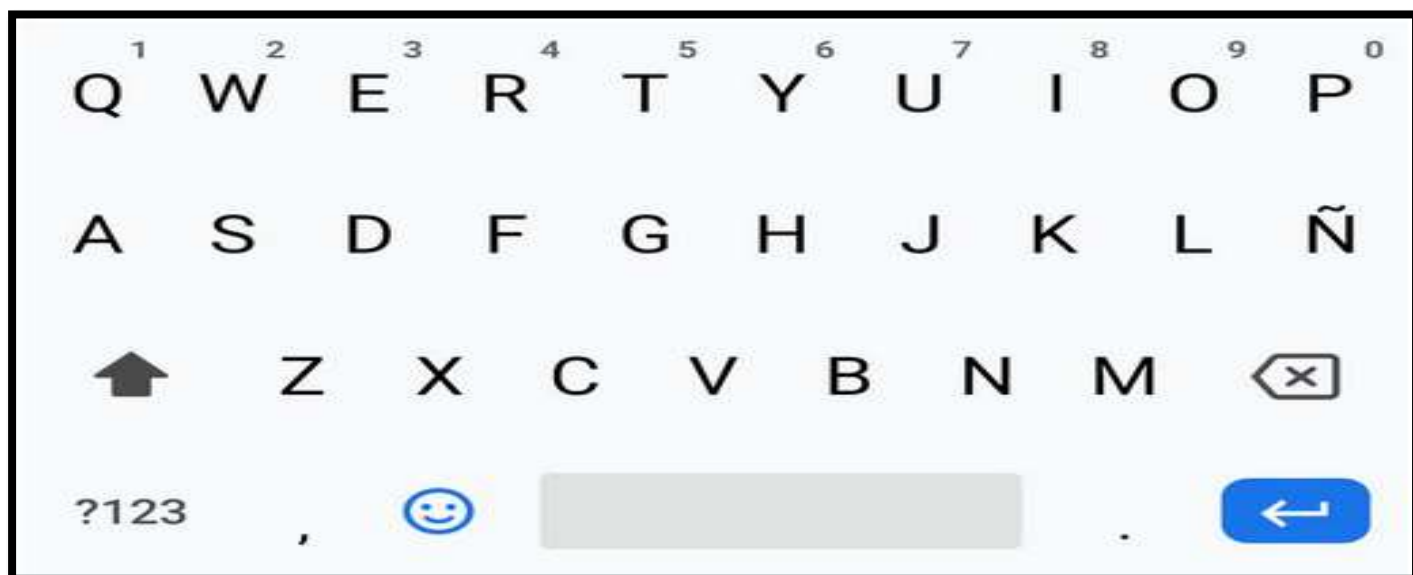 1 2 3 4 5 6 7 8 9 0
Q W E R T Y U I O P
A S D F G H J K L Ñ
Z X C V B N M
?123 , .